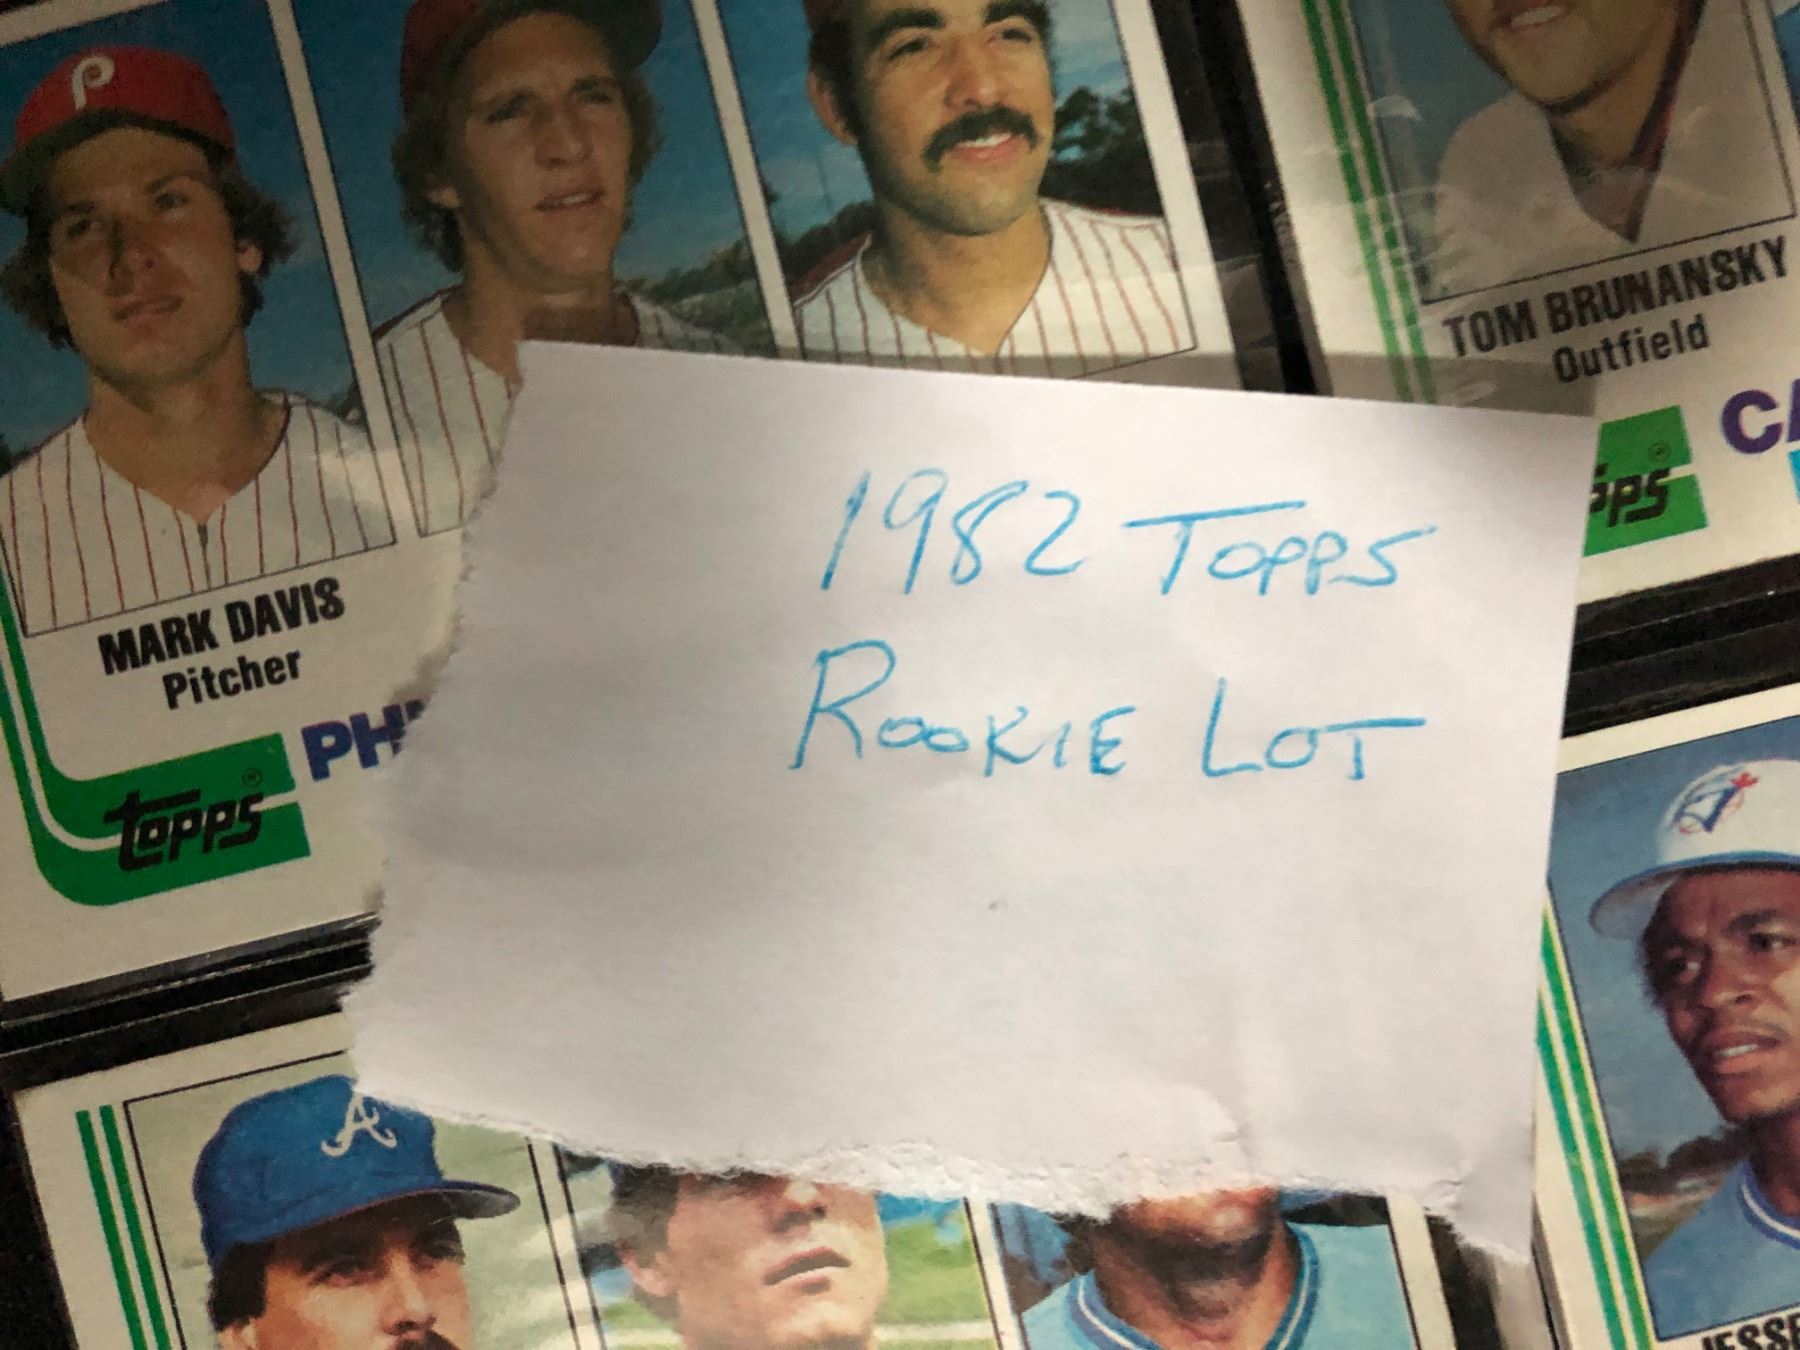 TOM BRUNANSKY
Outfield
1982 TOPPS
ROOKIE LOT
MARK DAVIS
Pitcher
topps